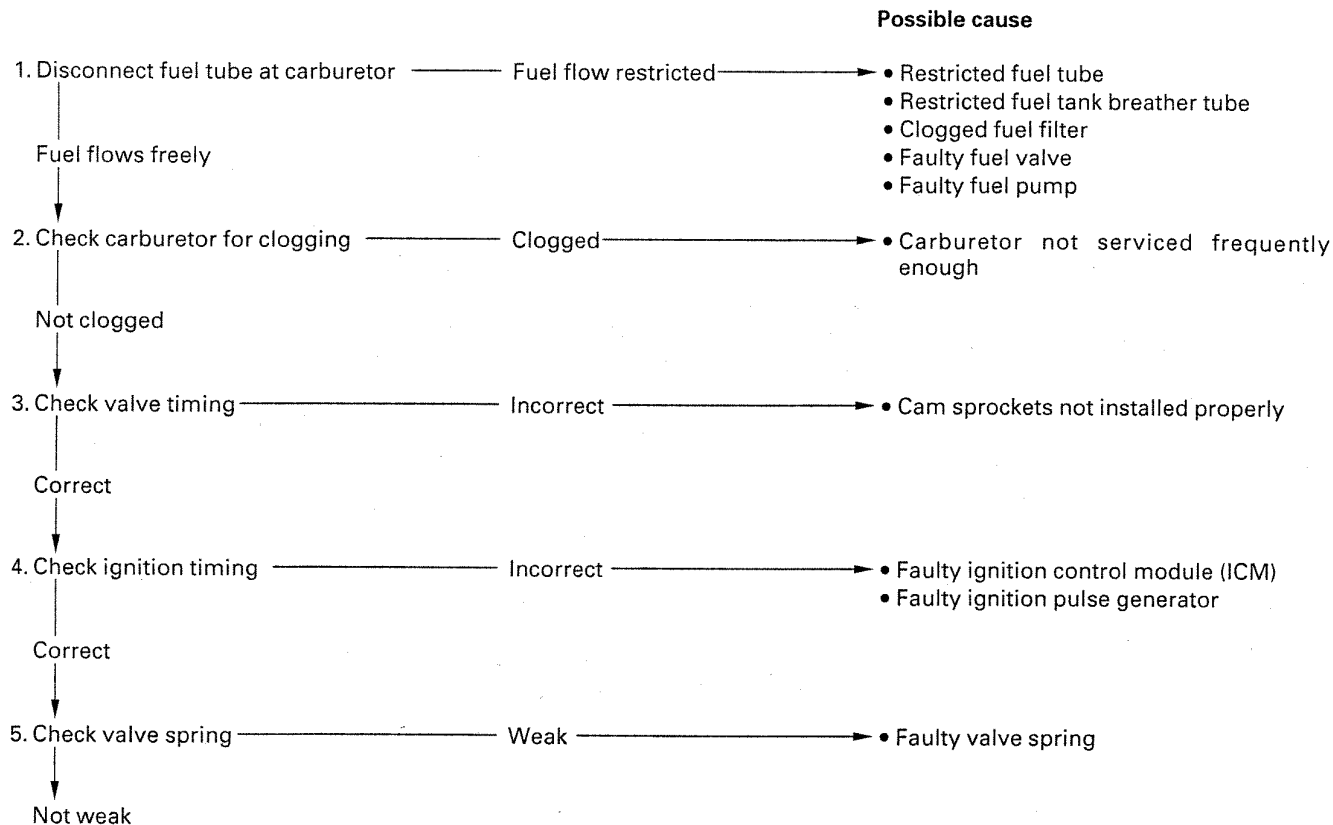 Possible cause
1. Disconnect fuel tube at carburetor Fuel flow restricted • Restricted fuel tube
• Restricted fuel tank breather tube
• Clogged fuel filter
Fuel flows freely
• Faulty fuel valve
• Faulty fuel pump
2. Check carburetor for clogging Clogged • Carburetor not serviced frequently
enough
Not clogged
3. Check valve timing Incorrect • Cam sprockets not installed properly
Correct
4. Check ignition timing Incorrect • Faulty ignition control module (ICM)
• Faulty ignition pulse generator
Correct
5. Check valve spring Weak • Faulty valve spring
Not weak